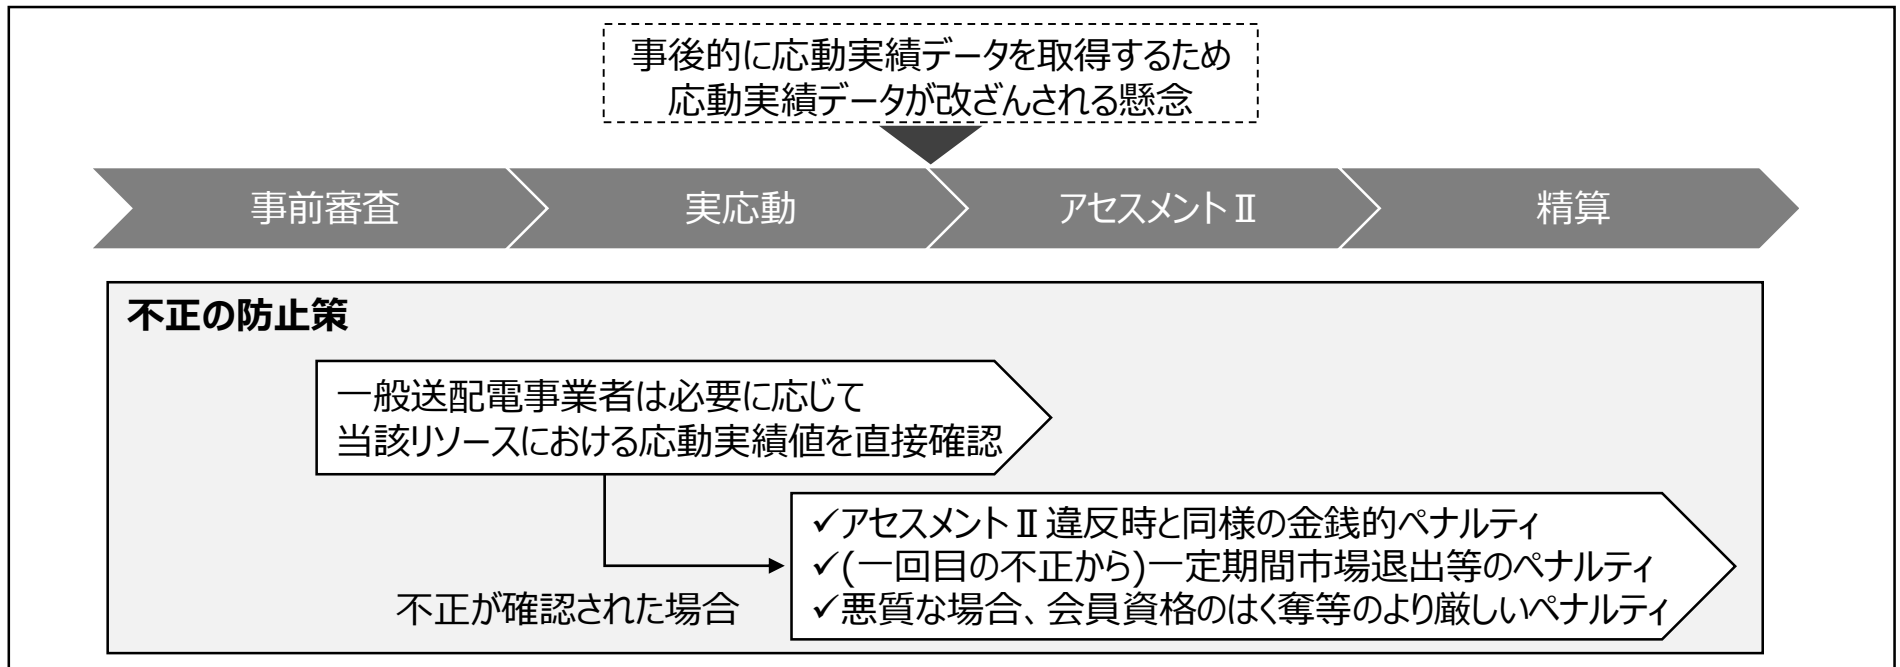 事後的に応動実績データを取得するため
応動実績データが改ざんされる懸念
事前審査
実応動
アセスメントⅡ
精算
不正の防止策
一般送配電事業者は必要に応じて
当該リソースにおける応動実績値を直接確認
✓アセスメントⅡ違反時と同様の金銭的ペナルティ
✓(一回目の不正から)一定期間市場退出等のペナルティ
✓悪質な場合、会員資格のはく奪等のより厳しいペナルティ
不正が確認された場合